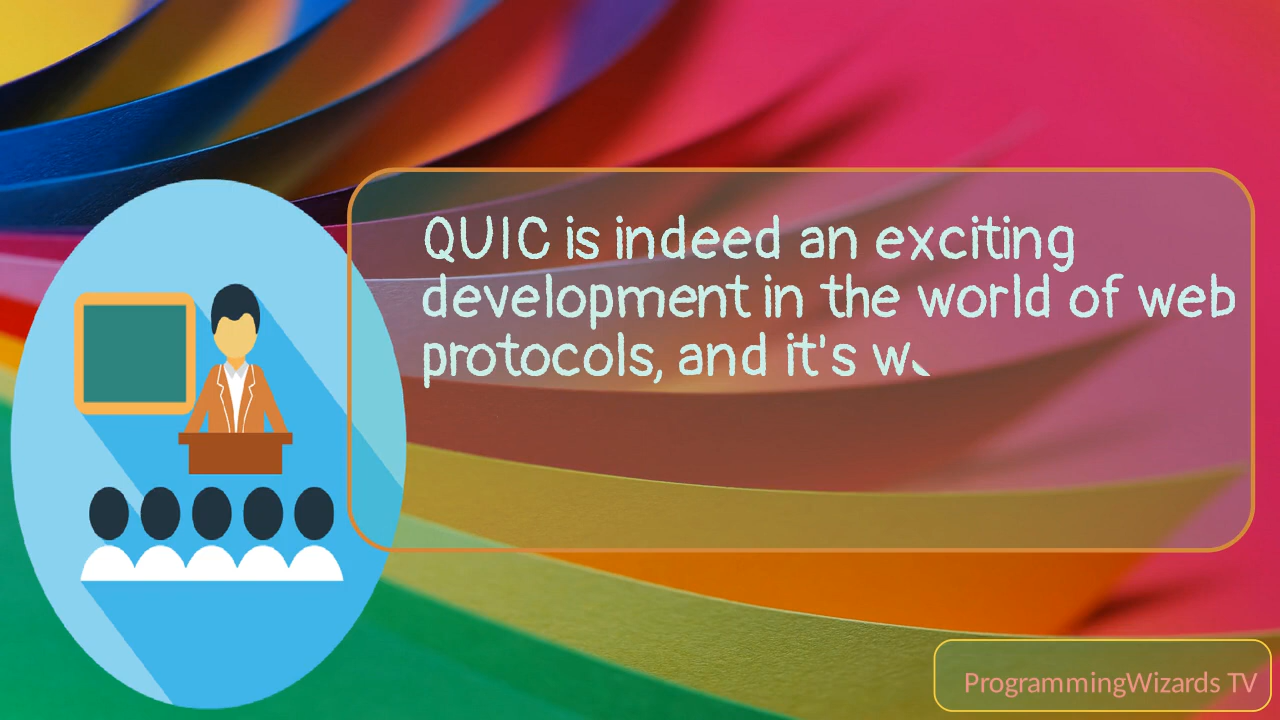 QUIC is indeed an exciting
development in the world of web
protocols, and it's
ProgrammingWizards TV